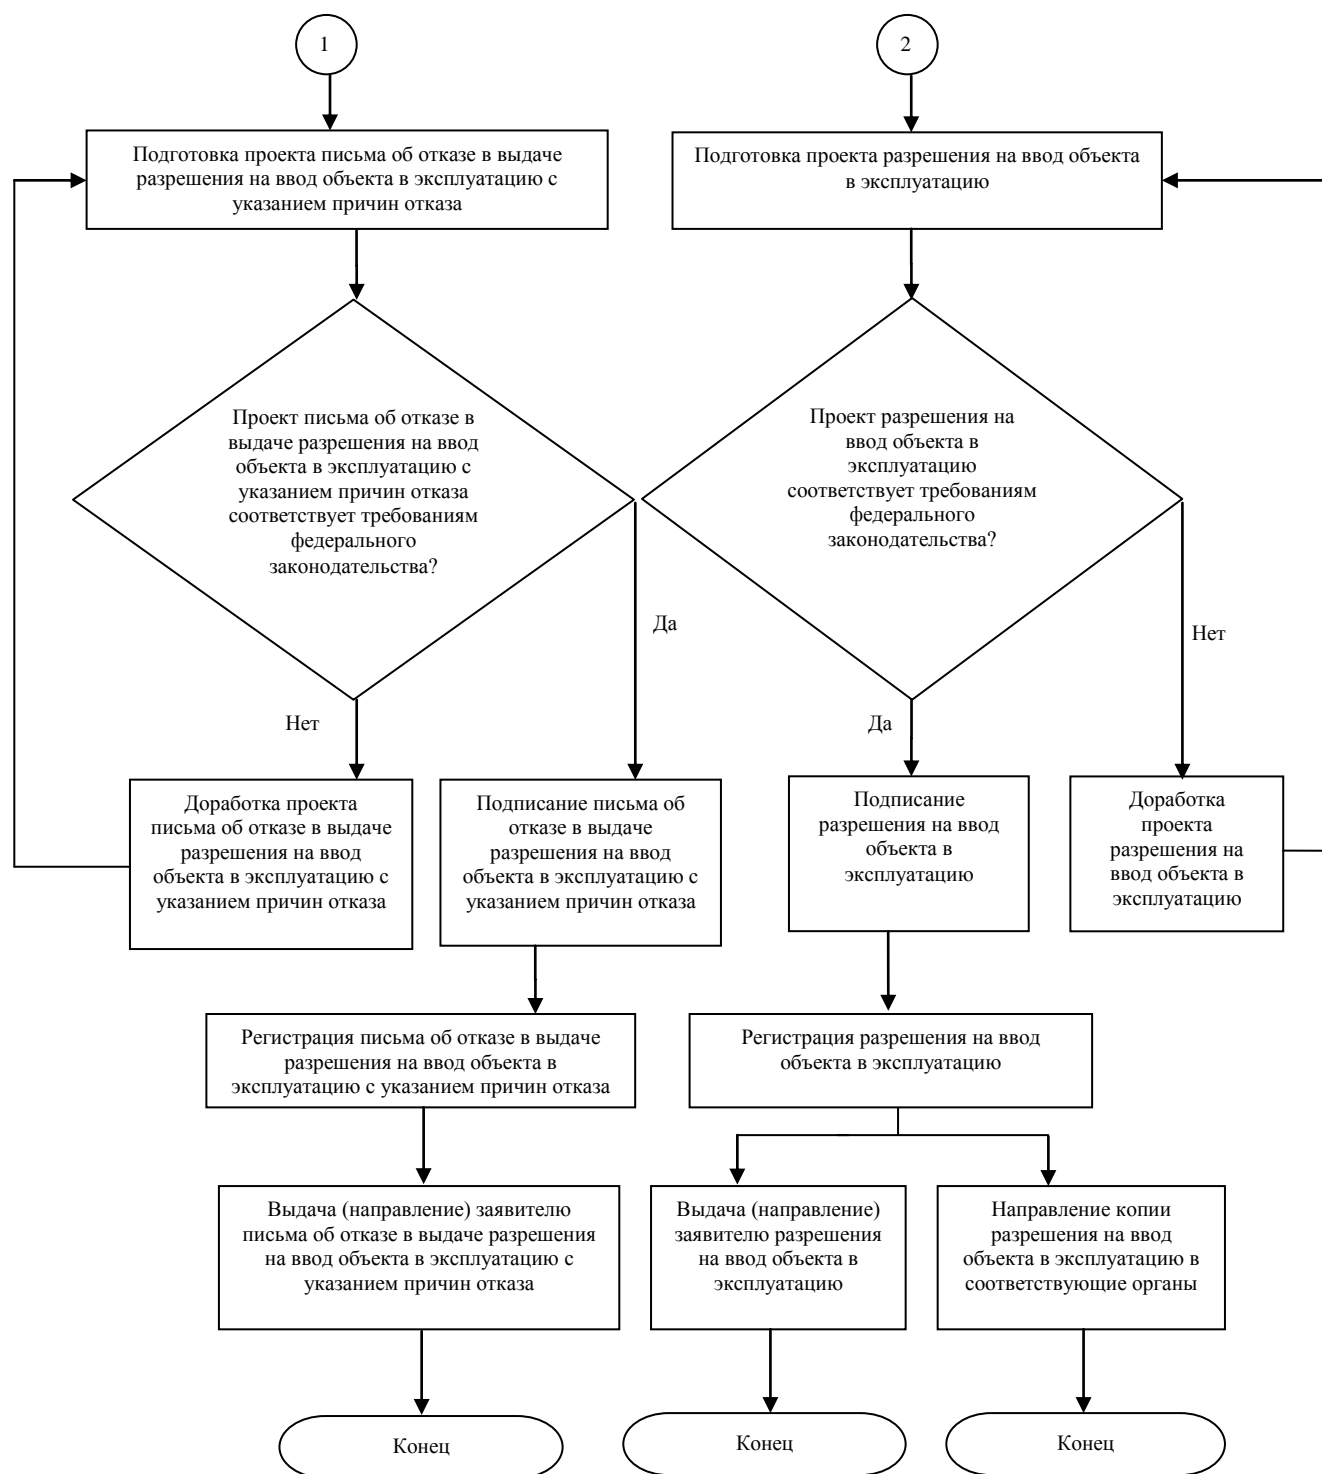 1
2
Подготовка проекта письма об отказе в выдаче
разрешения на ввод объекта в эксплуатацию с
указанием причин отказа
Подготовка проекта разрешения на ввод объекта
в эксплуатацию
Проект письма об отказе в
выдаче разрешения на ввод
объекта в эксплуатацию с
указанием причин отказа
соответствует требованиям
федерального
законодательства?
Проект разрешения на
ввод объекта в
эксплуатацию
соответствует требованиям
федерального
законодательства?
Да
Нет
Нет
Да
Доработка проекта
письма об отказе в выдаче
разрешения на ввод
объекта в эксплуатацию с
указанием причин отказа
Подписание письма об
отказе в выдаче
разрешения на ввод
объекта в эксплуатацию с
указанием причин отказа
Подписание
разрешения на ввод
объекта в
эксплуатацию
Доработка
проекта
разрешения на
ввод объекта в
эксплуатацию
Регистрация письма об отказе в выдаче
разрешения на ввод объекта в
эксплуатацию с указанием причин отказа
Регистрация разрешения на ввод
объекта в эксплуатацию
Выдача (направление) заявителю
письма об отказе в выдаче разрешения
на ввод объекта в эксплуатацию с
указанием причин отказа
Выдача (направление)
заявителю разрешения
на ввод объекта в
эксплуатацию
Направление копии
разрешения на ввод
объекта в эксплуатацию в
соответствующие органы
Конец
Конец
Конец